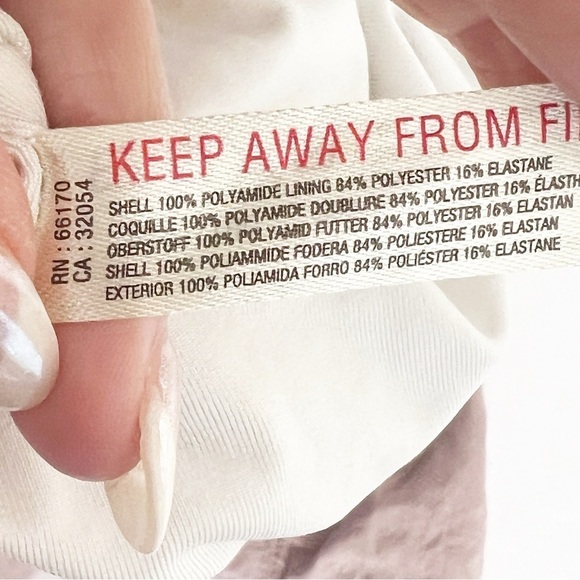 KEEP AWAY FROM
SHELL 100% POLYAMIDE LINING 84% POLYESTER 16% ELASTANE
COQUILLE 100% POLYAMIDE DOUBLURE 84% POLYESTER 16% ÉLASTH
OBERSTOFF 100% POLYAMID FUTTER 84% POLYESTER 16% ELASTAN
SHELL 100% POLIAMMIDE FODERA 84% POLIESTERE 16% ELASTAN
EXTERIOR 100% POLIAMIDA FORRO 84% POLIÉSTER 16% ELASTANE
RN : 66170
CA : 32054